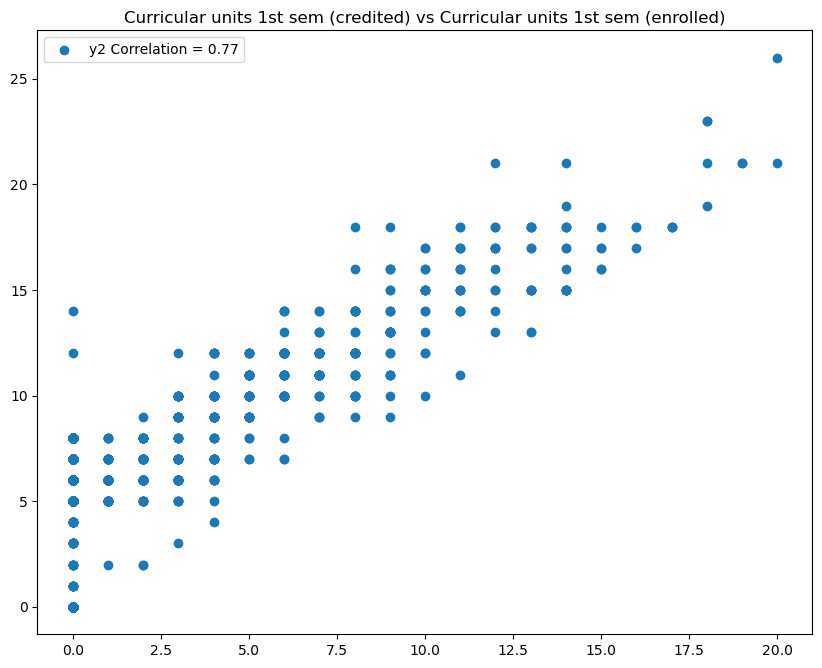 Curricular units 1st sem (credited) vs Curricular units 1st sem (enrolled)
y2 Correlation = 0.77
25
20
15
10
5
0
0.0 2.5 5.0 7.5 10.0 12.5 15.0 17.5 20.0